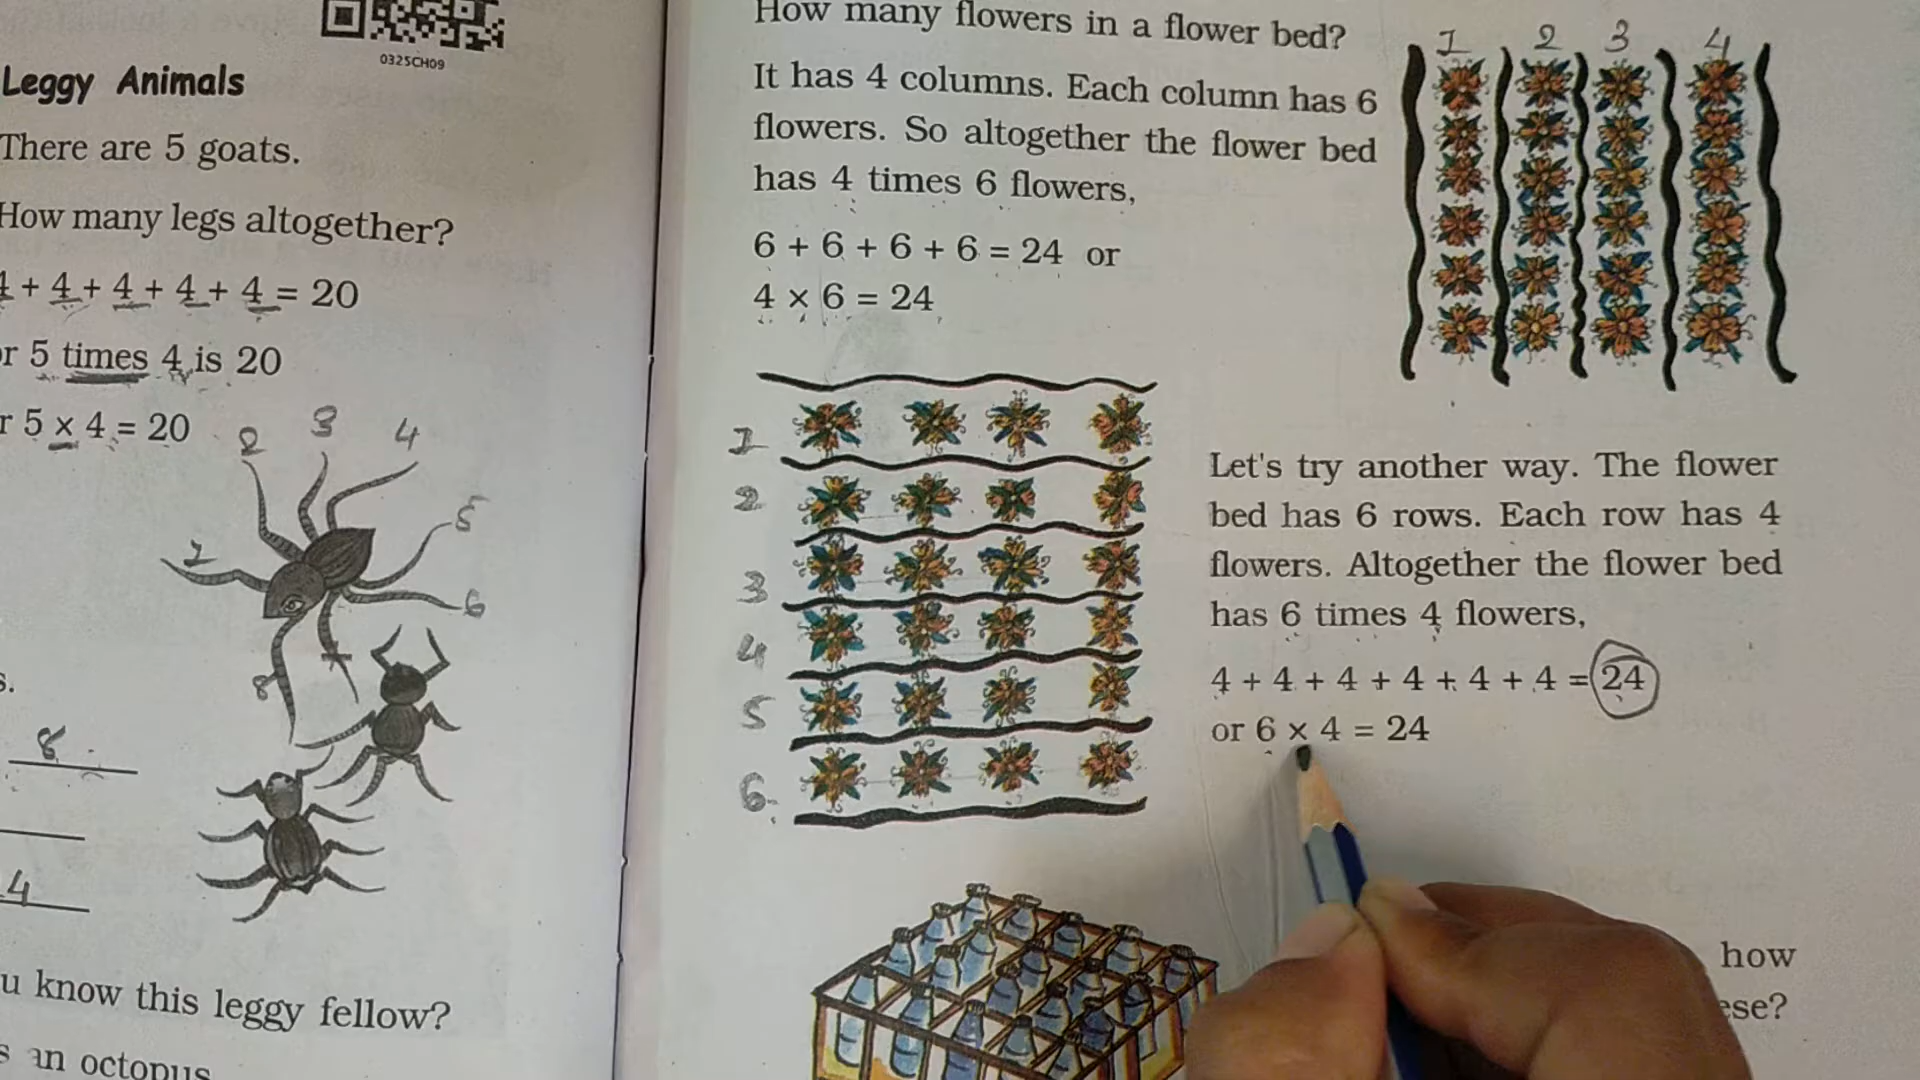 0325CH09
Leggy Animals
There are 5 goats.
How many legs altogether?
4 + 4 + 4 + 4 + 4 = 20
r 5 times 4 is 20
r 5 × 4 = 20
2 3 4
1 5
6
8
s.
8
4
u know this leggy fellow?
s an octopus
How many flowers in a flower bed?
It has 4 columns. Each column has 6
flowers. So altogether the flower bed
has 4 times 6 flowers,
6 + 6 + 6 + 6 = 24 or
4 × 6 = 24
1 2 3 4
1
2
3
4
5
6
Let's try another way. The flower
bed has 6 rows. Each row has 4
flowers. Altogether the flower bed
has 6 times 4 flowers,
4 + 4 + 4 + 4 + 4 + 4 = 24
or 6 × 4 = 24
how
ese?